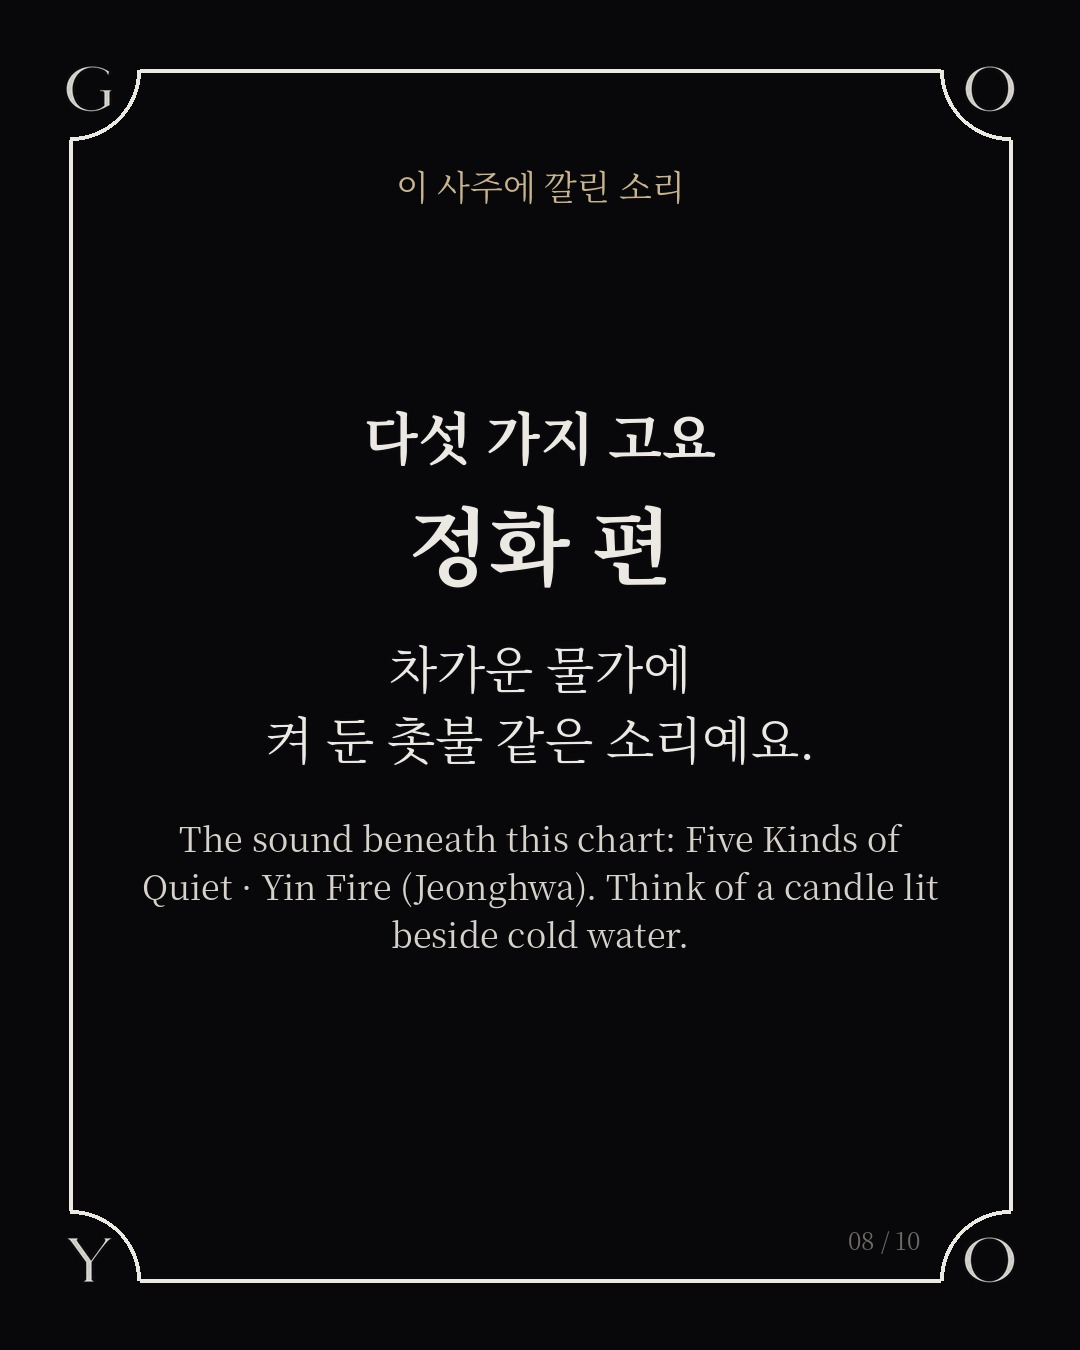 G O
이 사주에 깔린 소리
다섯 가지 고요
정화 편
차가운 물가에
켜 둔 촛불 같은 소리예요.
The sound beneath this chart: Five Kinds of
Quiet · Yin Fire (Jeonghwa). Think of a candle lit
beside cold water.
08 / 10
Y O